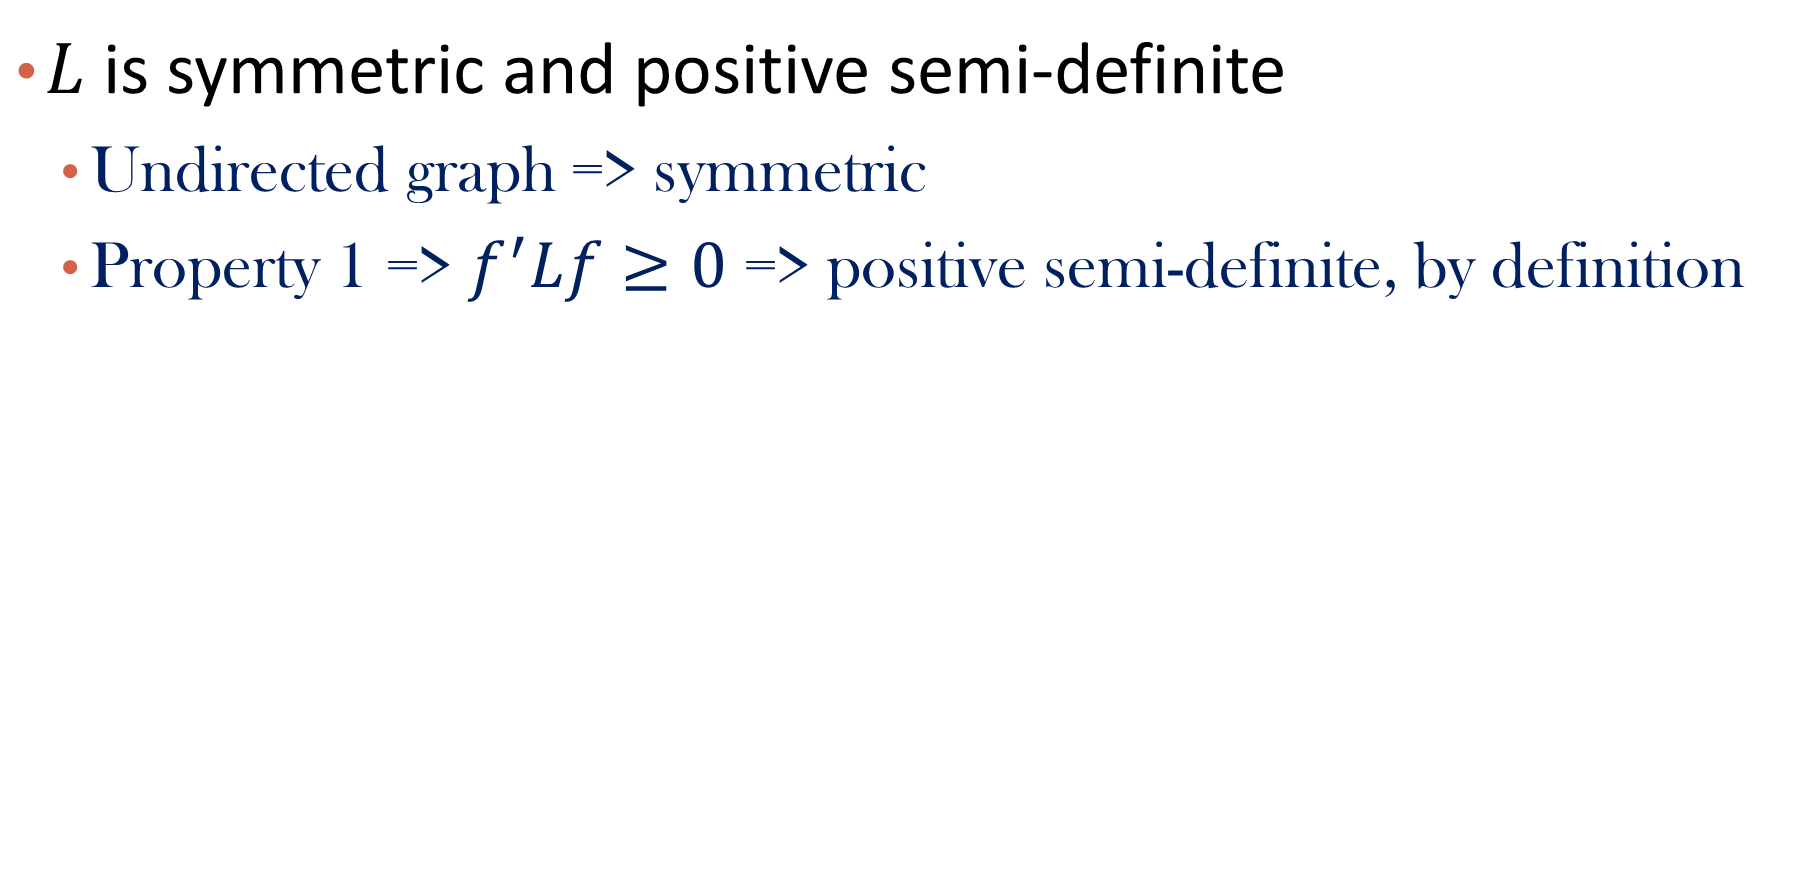 • L is symmetric and positive semi-definite
• Undirected graph => symmetric
• Property 1 => f′Lf ≥ 0 => positive semi-definite, by definition